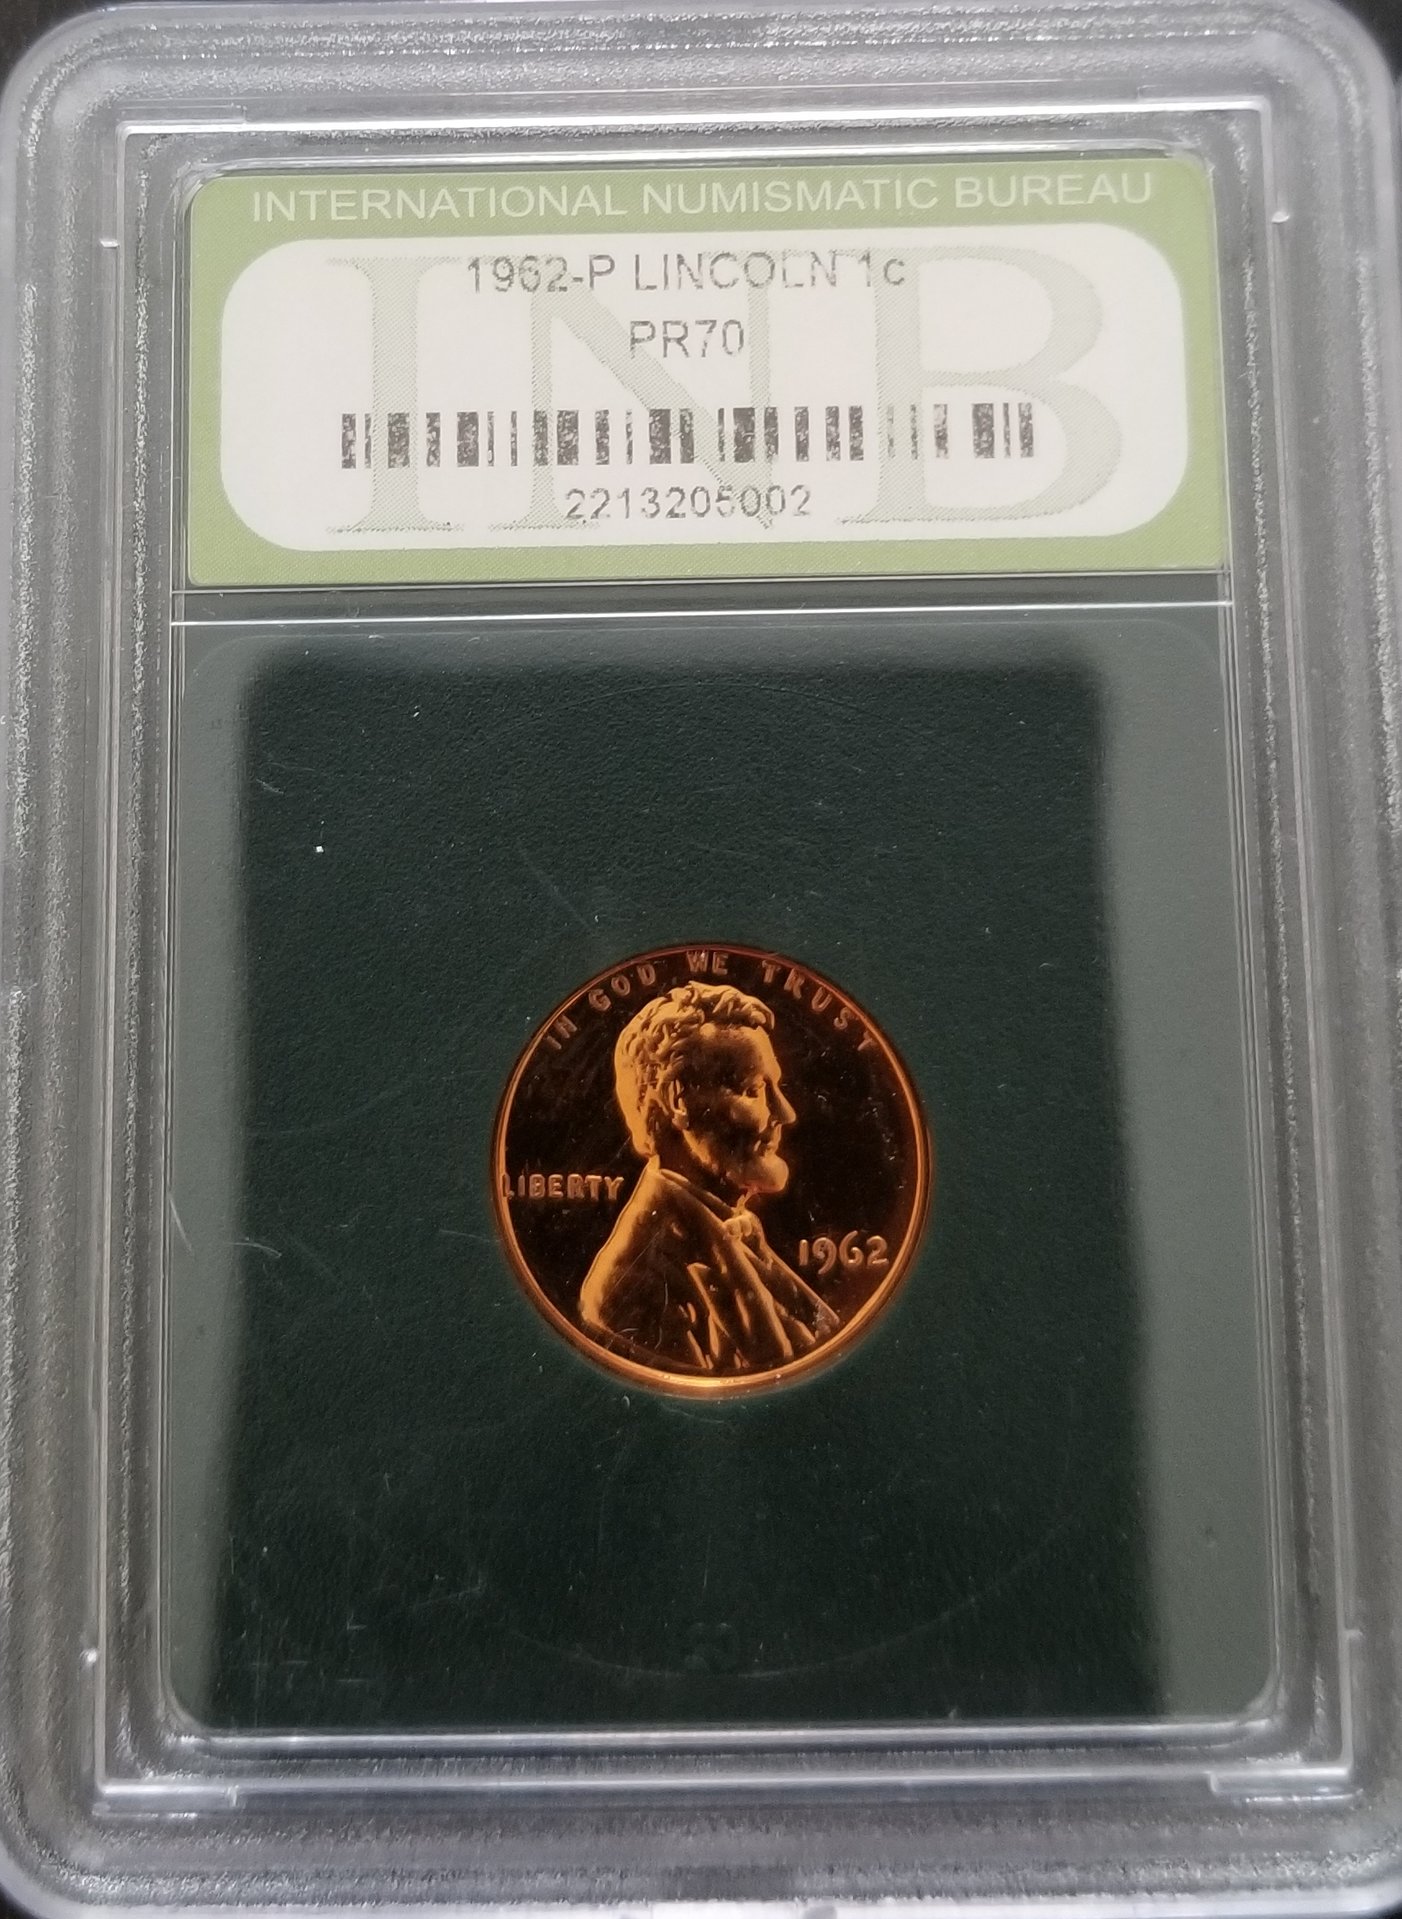 INTERNATIONAL NUMISMATIC BUREAU
INB
1962-P LINCOLN 1c
PR70
2213205002
IN GOD WE TRUST
LIBERTY
1962